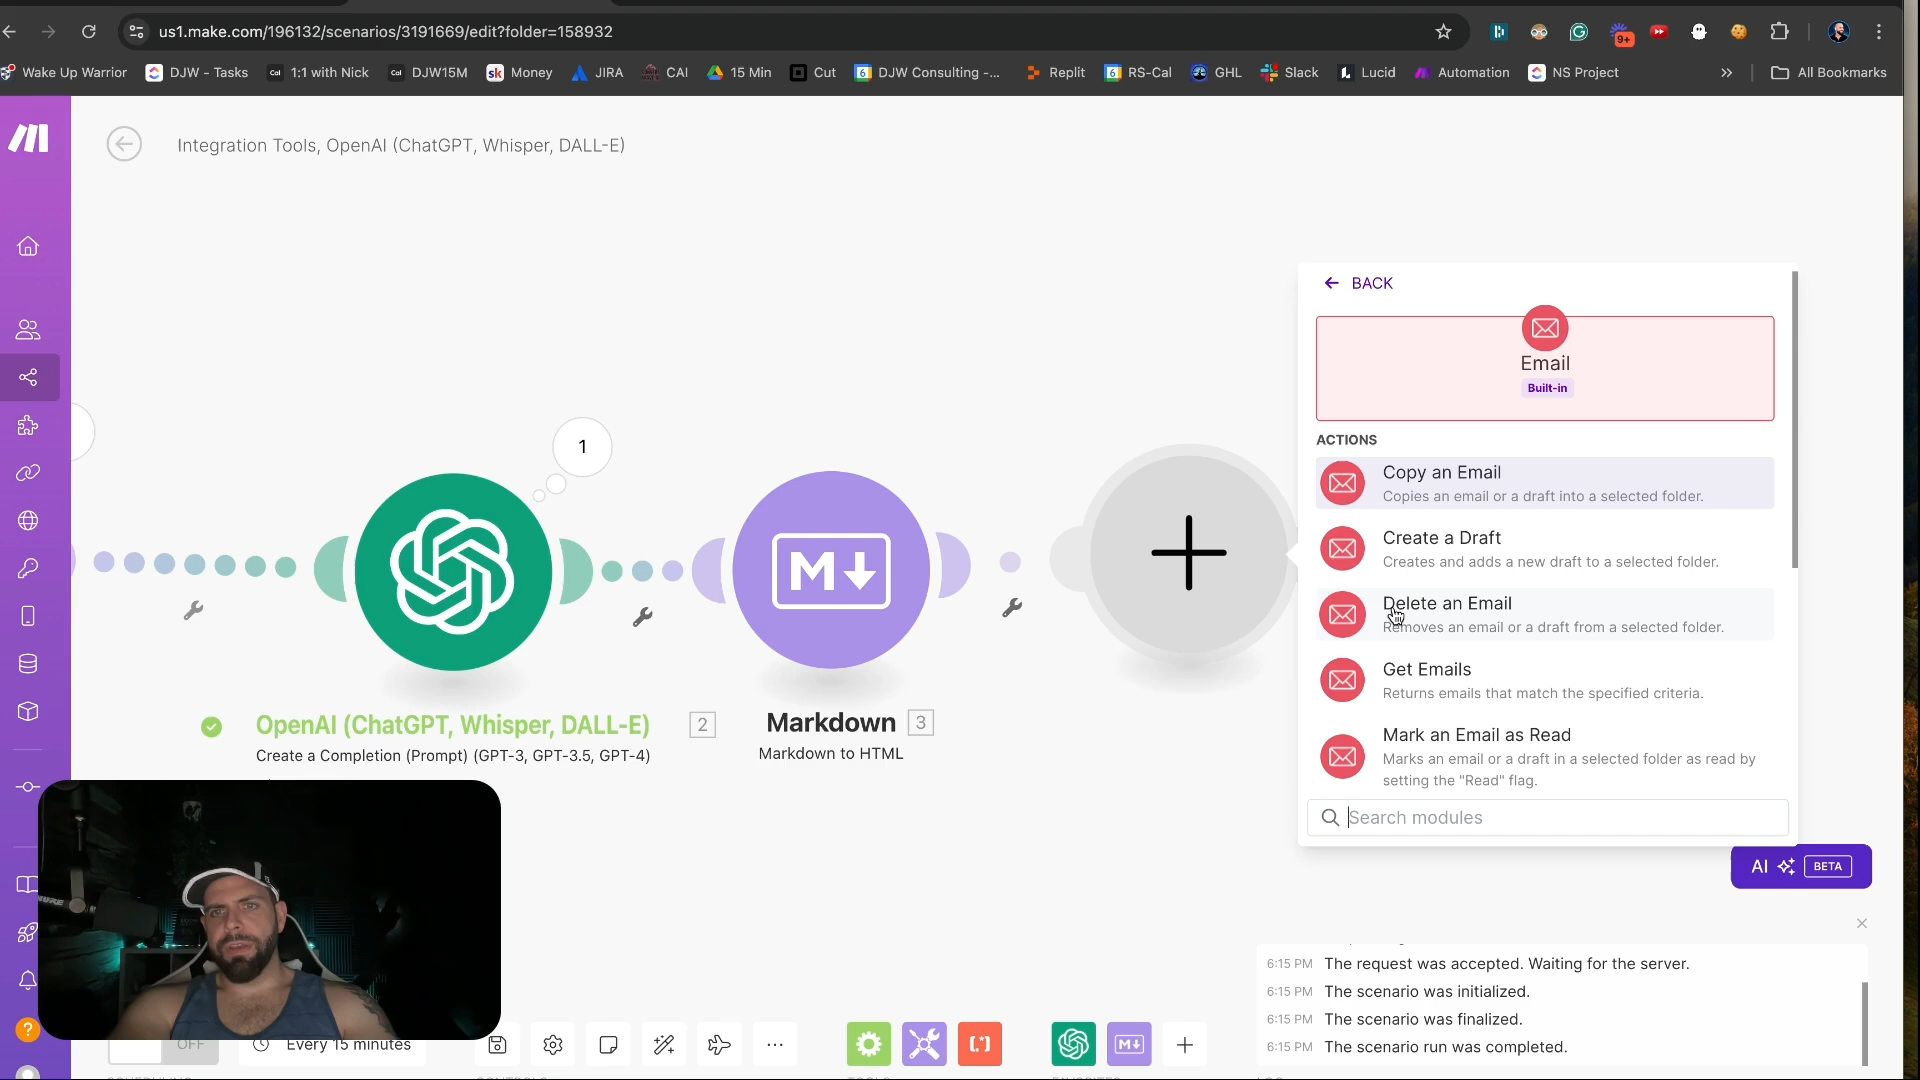 us1.make.com/196132/scenarios/3191669/edit?folder=158932
9+
Wake Up Warrior
DJW - Tasks
Col
1:1 with Nick
Col
DJW15M
sk
Money
JIRA
CAI
15 Min
Cut
6
DJW Consulting -...
Replit
6
RS-Cal
GHL
Slack
Lucid
Automation
NS Project
All Bookmarks
Integration Tools, OpenAI (ChatGPT, Whisper, DALL-E)
BACK
Email
Built-in
ACTIONS
Copy an Email
Copies an email or a draft into a selected folder.
Create a Draft
Creates and adds a new draft to a selected folder.
Delete an Email
Removes an email or a draft from a selected folder.
Get Emails
Returns emails that match the specified criteria.
Mark an Email as Read
Marks an email or a draft in a selected folder as read by
setting the "Read" flag.
Search modules
1
M
OpenAI (ChatGPT, Whisper, DALL-E)
2
Create a Completion (Prompt) (GPT-3, GPT-3.5, GPT-4)
Markdown
3
Markdown to HTML
AI
BETA
6:15 PM The request was accepted. Waiting for the server.
6:15 PM The scenario was initialized.
6:15 PM The scenario was finalized.
6:15 PM The scenario run was completed.
?
OFF
Every 15 minutes
...
[.*]
M